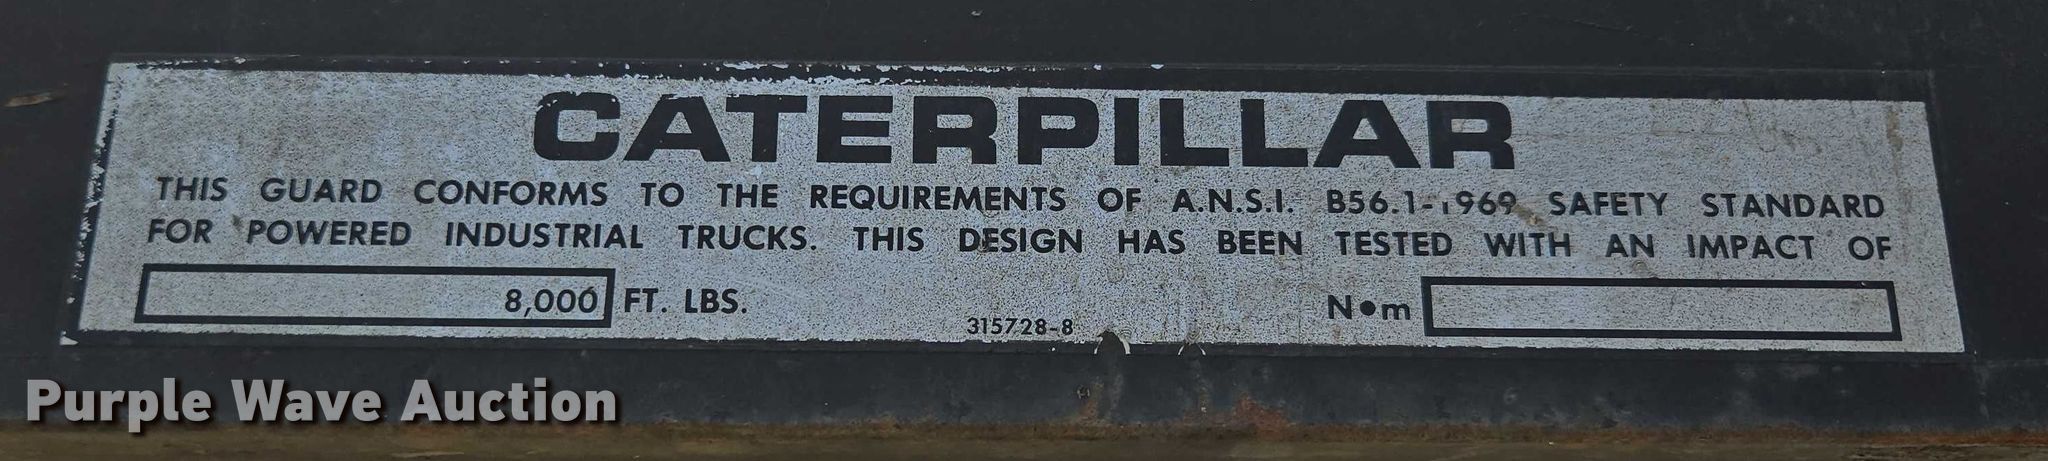 CATERPILLAR
THIS GUARD CONFORMS TO THE REQUIREMENTS OF A.N.S.I. B56.1-1969 SAFETY STANDARD
FOR POWERED INDUSTRIAL TRUCKS. THIS DESIGN HAS BEEN TESTED WITH AN IMPACT OF
8,000 FT. LBS. N•m
315728-8
Purple Wave Auction